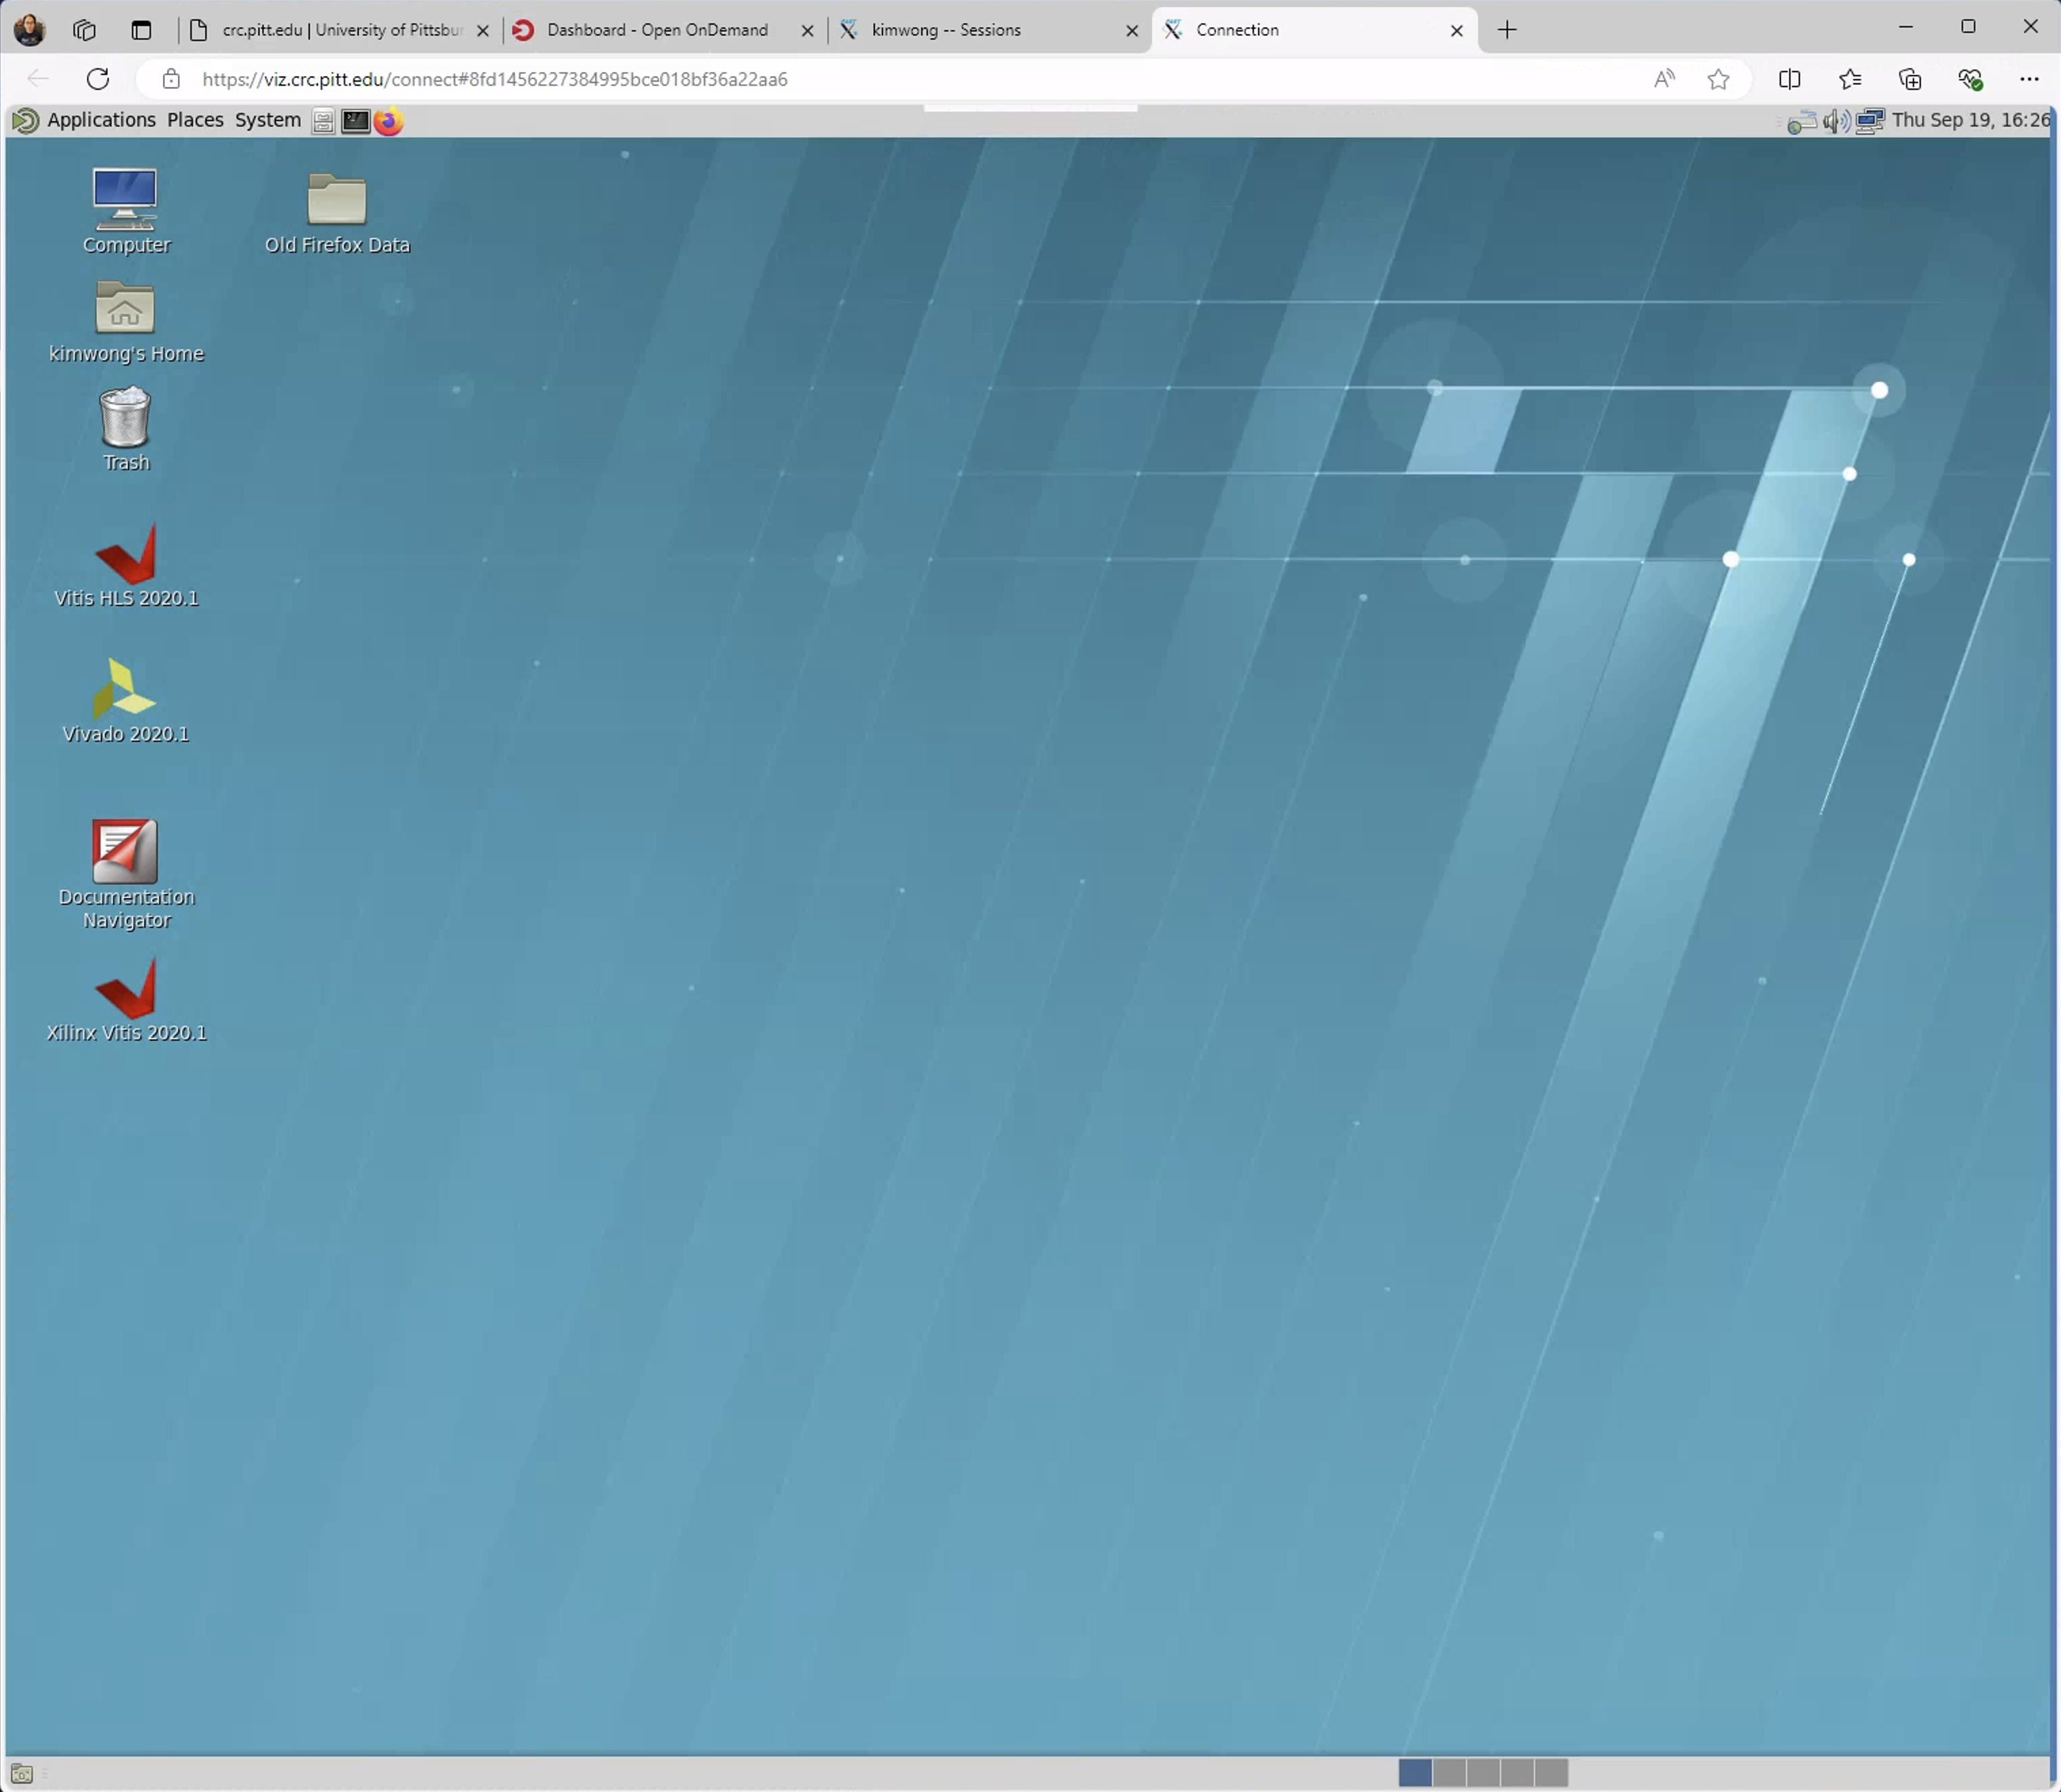 crc.pitt.edu | University of Pittsbur
Dashboard - Open OnDemand
kimwong -- Sessions
Connection
https://viz.crc.pitt.edu/connect#8fd1456227384995bce018bf36a22aa6
Applications Places System
Thu Sep 19, 16:26
Computer
Old Firefox Data
kimwong's Home
Trash
Vitis HLS 2020.1
Vivado 2020.1
Documentation
Navigator
Xilinx Vitis 2020.1